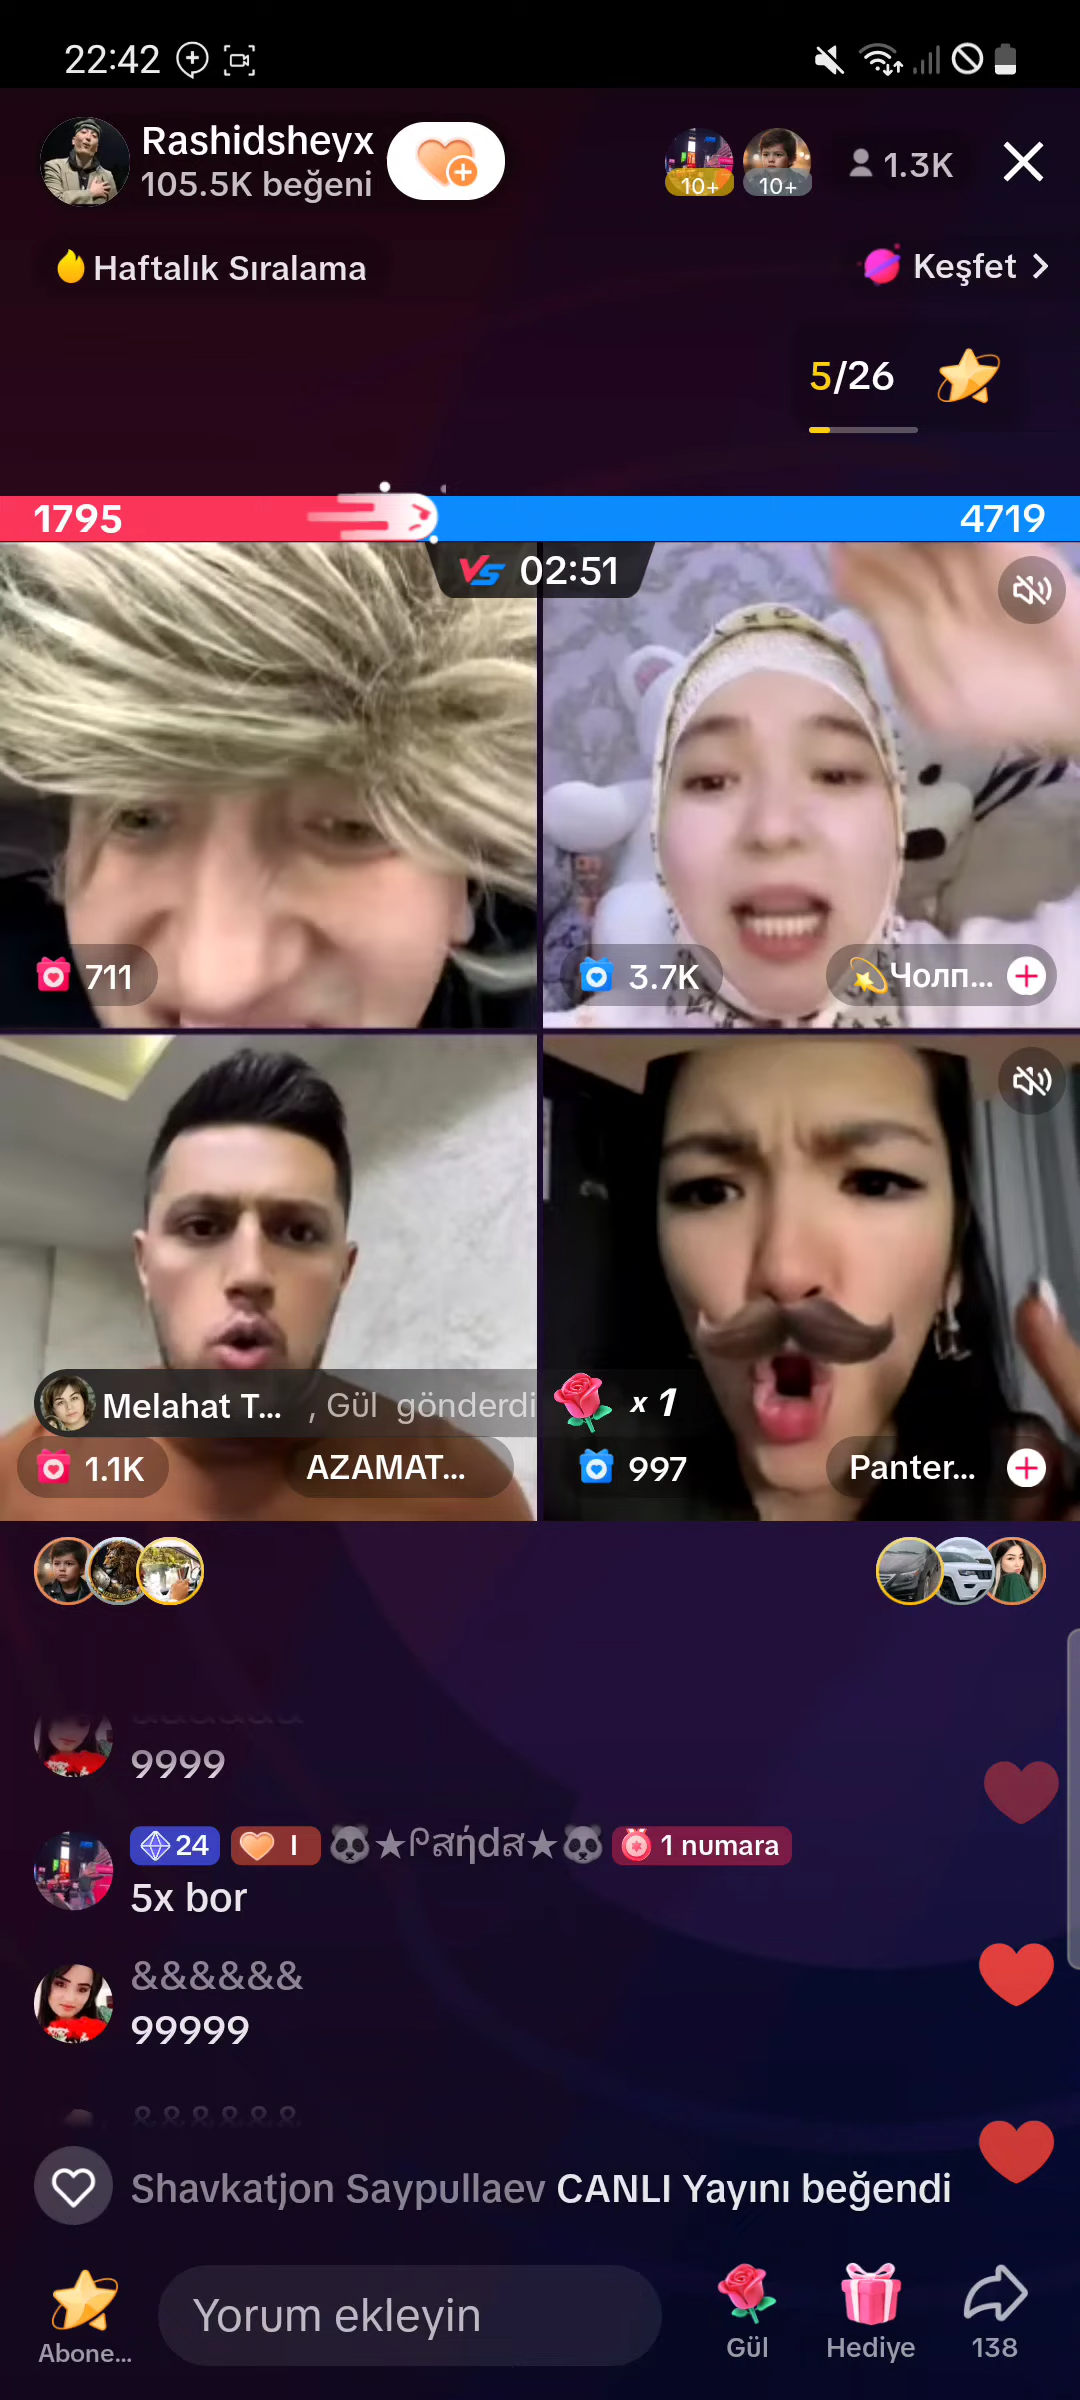 22:42
Rashidsheyx
105.5K beğeni
10+
10+
1.3K
Haftalık Sıralama
Keşfet
5/26
1795
4719
VS 02:51
711
3.7K
Чолп...
Melahat T... , Gül gönderdi
x 1
1.1K
AZAMAT...
997
Panter...
9999
24
I
1 numara
5x bor
&&&&&&
99999
&&&&&&
Shavkatjon Saypullaev CANLI Yayını beğendi
Abone...
Yorum ekleyin
Gül
Hediye
138